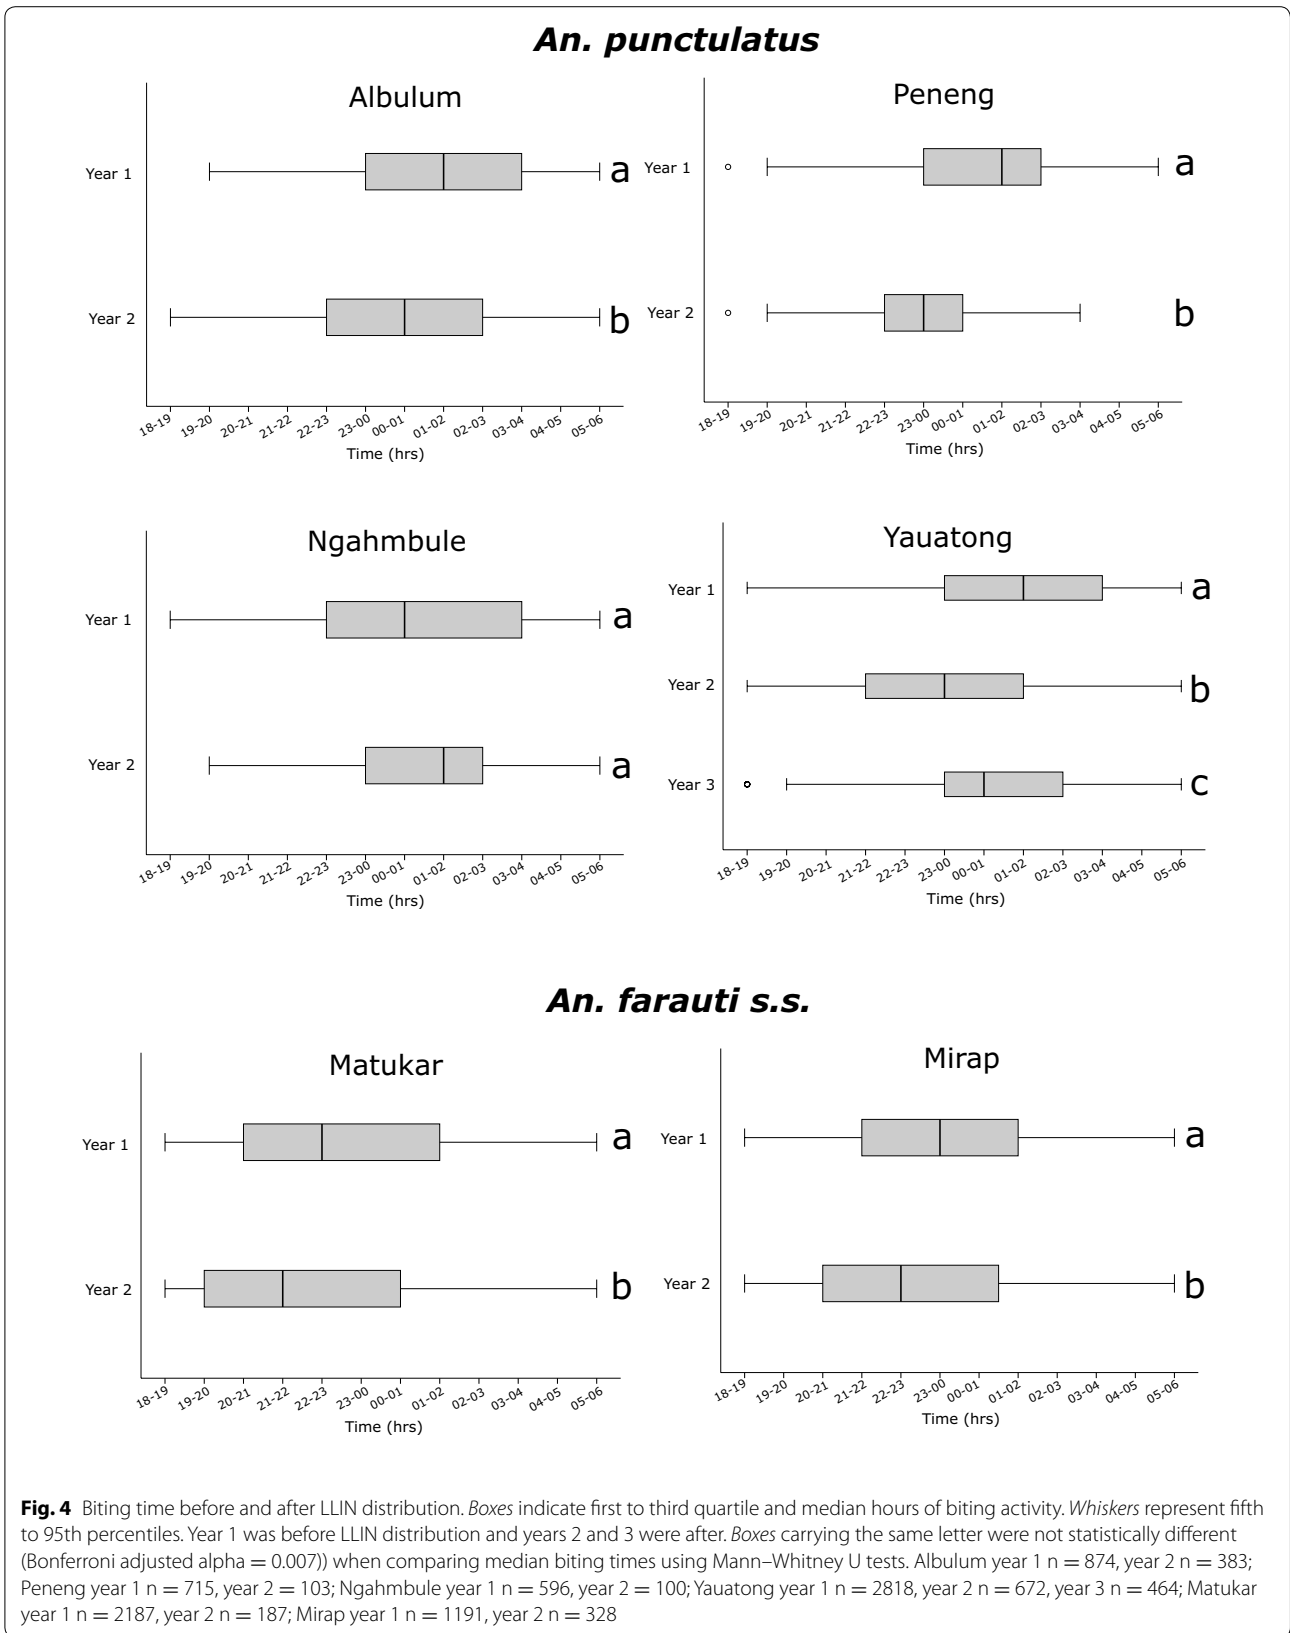 An. punctulatus
Albulum
Year 1
a
Year 2
b
18-19 19-20 20-21 21-22 22-23 23-00 00-01 01-02 02-03 03-04 04-05 05-06
Time (hrs)
Peneng
Year 1
a
Year 2
b
18-19 19-20 20-21 21-22 22-23 23-00 00-01 01-02 02-03 03-04 04-05 05-06
Time (hrs)
Ngahmbule
Year 1
a
Year 2
a
18-19 19-20 20-21 21-22 22-23 23-00 00-01 01-02 02-03 03-04 04-05 05-06
Time (hrs)
Yauatong
Year 1
a
Year 2
b
Year 3
c
18-19 19-20 20-21 21-22 22-23 23-00 00-01 01-02 02-03 03-04 04-05 05-06
Time (hrs)
An. farauti s.s.
Matukar
Year 1
a
Year 2
b
18-19 19-20 20-21 21-22 22-23 23-00 00-01 01-02 02-03 03-04 04-05 05-06
Time (hrs)
Mirap
Year 1
a
Year 2
b
18-19 19-20 20-21 21-22 22-23 23-00 00-01 01-02 02-03 03-04 04-05 05-06
Time (hrs)
Fig. 4 Biting time before and after LLIN distribution. Boxes indicate first to third quartile and median hours of biting activity. Whiskers represent fifth
to 95th percentiles. Year 1 was before LLIN distribution and years 2 and 3 were after. Boxes carrying the same letter were not statistically different
(Bonferroni adjusted alpha = 0.007)) when comparing median biting times using Mann–Whitney U tests. Albulum year 1 n = 874, year 2 n = 383;
Peneng year 1 n = 715, year 2 = 103; Ngahmbule year 1 n = 596, year 2 = 100; Yauatong year 1 n = 2818, year 2 n = 672, year 3 n = 464; Matukar
year 1 n = 2187, year 2 n = 187; Mirap year 1 n = 1191, year 2 n = 328